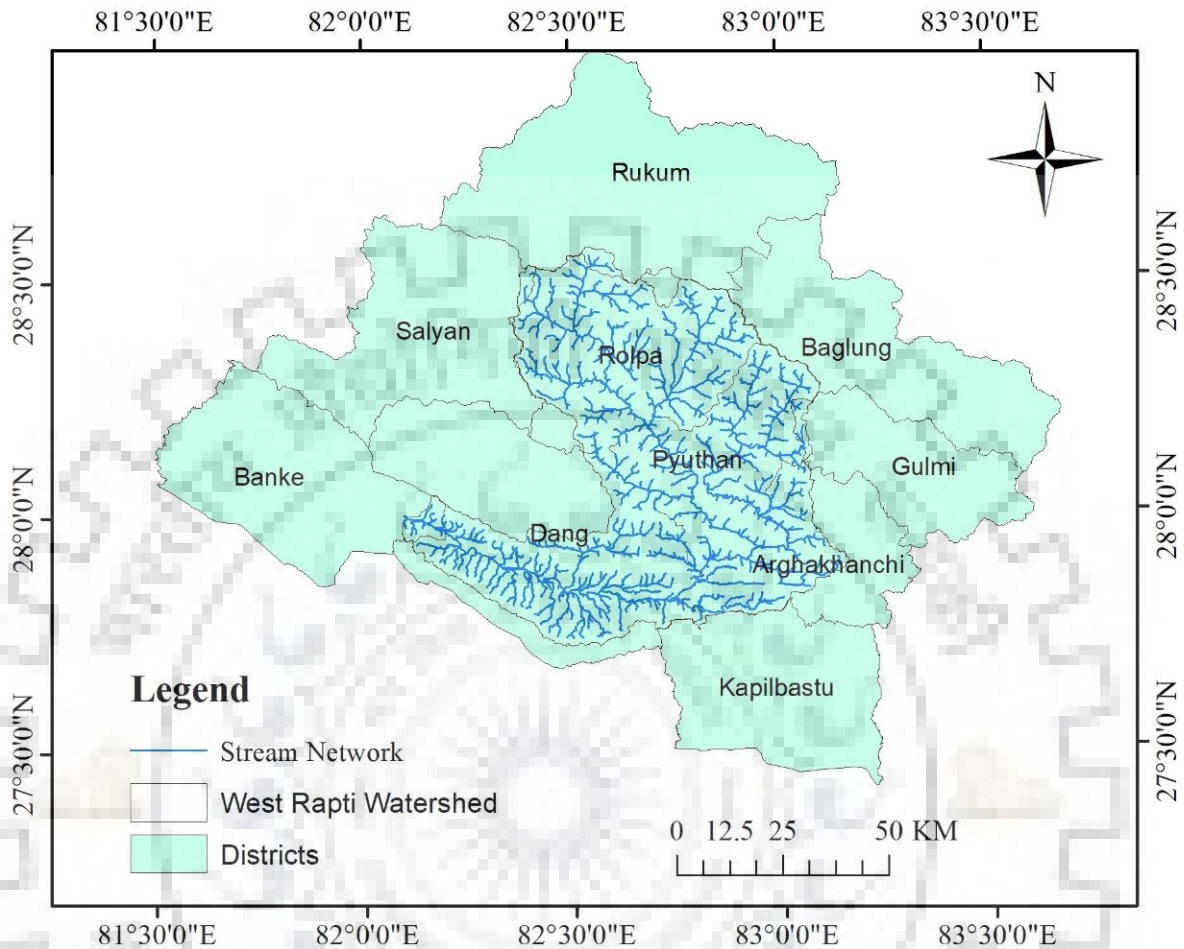 81°30'0"E 82°0'0"E 82°30'0"E 83°0'0"E 83°30'0"E
N
Rukum
28°30'0"N
28°30'0"N
Salyan
Rolpa
Baglung
Banke
Pyuthan
Gulmi
28°0'0"N
28°0'0"N
Dang
Arghakhanchi
Kapilbastu
Legend
Stream Network
West Rapti Watershed
Districts
27°30'0"N
27°30'0"N
0 12.5 25 50 KM
81°30'0"E 82°0'0"E 82°30'0"E 83°0'0"E 83°30'0"E